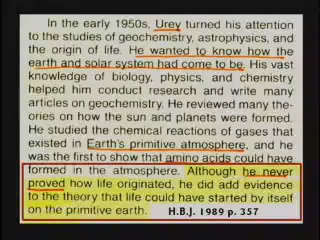 In the early 1950s, Urey turned his attention
to the studies of geochemistry, astrophysics, and
the origin of life. He wanted to know how the
earth and solar system had come to be. His vast
knowledge of biology, physics, and chemistry
helped him conduct research and write many
articles on geochemistry. He reviewed many the-
ories on how the sun and planets were formed.
He studied the chemical reactions of gases that
existed in Earth's primitive atmosphere, and he
was the first to show that amino acids could have
formed in the atmosphere. Although he never
proved how life originated, he did add evidence
to the theory that life could have started by itself
on the primitive earth. H.B.J. 1989 p. 357